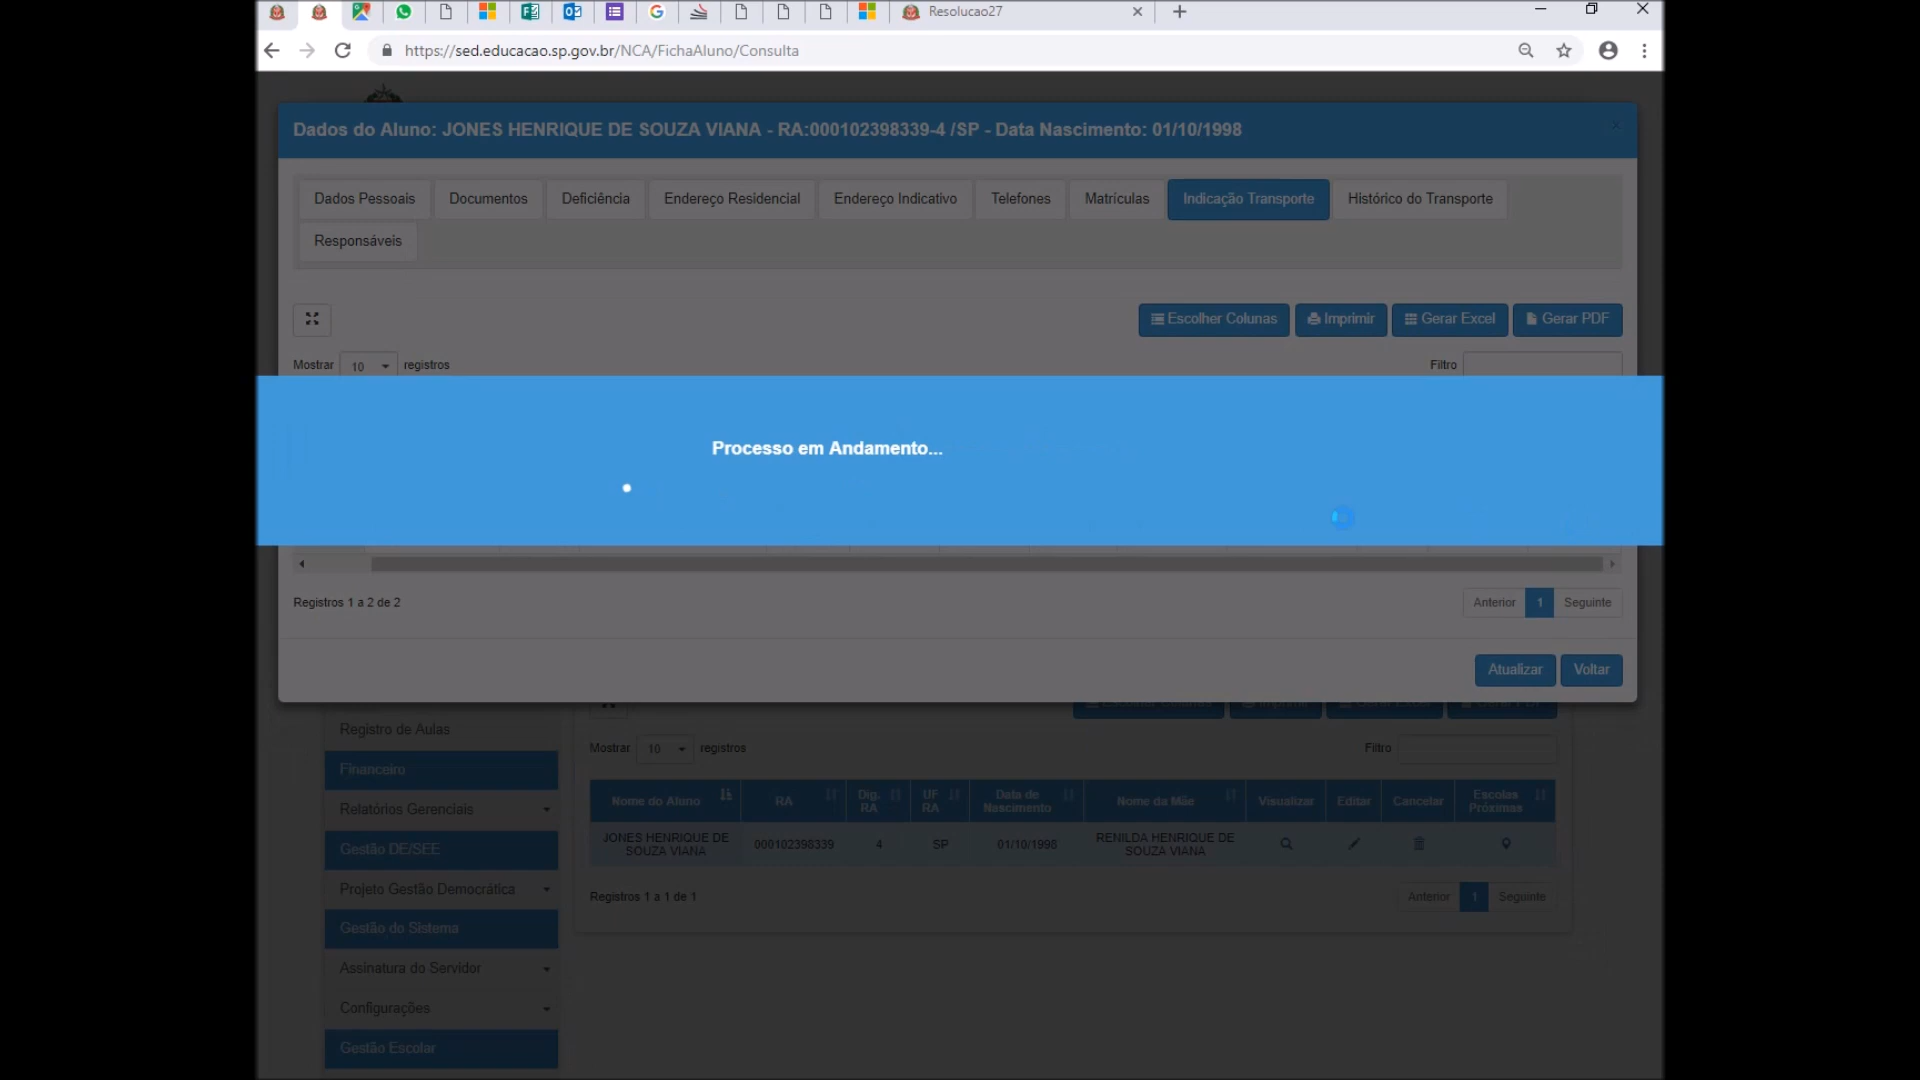 Resolucao27
https://sed.educacao.sp.gov.br/NCA/FichaAluno/Consulta
Dados do Aluno: JONES HENRIQUE DE SOUZA VIANA - RA:000102398339-4 /SP - Data Nascimento: 01/10/1998
Dados Pessoais Documentos Deficiência Endereço Residencial Endereço Indicativo Telefones Matrículas Indicação Transporte Histórico do Transporte
Responsáveis
Escolher Colunas Imprimir Gerar Excel Gerar PDF
Mostrar 10 registros Filtro
Processo em Andamento...
Registros 1 a 2 de 2 Anterior 1 Seguinte
Atualizar Voltar
Registro de Aulas
Mostrar 10 registros Filtro
Financeiro
Nome do Aluno RA Dig. RA UF RA Data de Nascimento Nome da Mãe Visualizar Editar Cancelar Escolas Próximas
Relatórios Gerenciais
JONES HENRIQUE DE SOUZA VIANA 000102398339 4 SP 01/10/1998 RENILDA HENRIQUE DE SOUZA VIANA
Gestão DE/SEE
Projeto Gestão Democrática
Registros 1 a 1 de 1 Anterior 1 Seguinte
Gestão do Sistema
Assinatura do Servidor
Configurações
Gestão Escolar